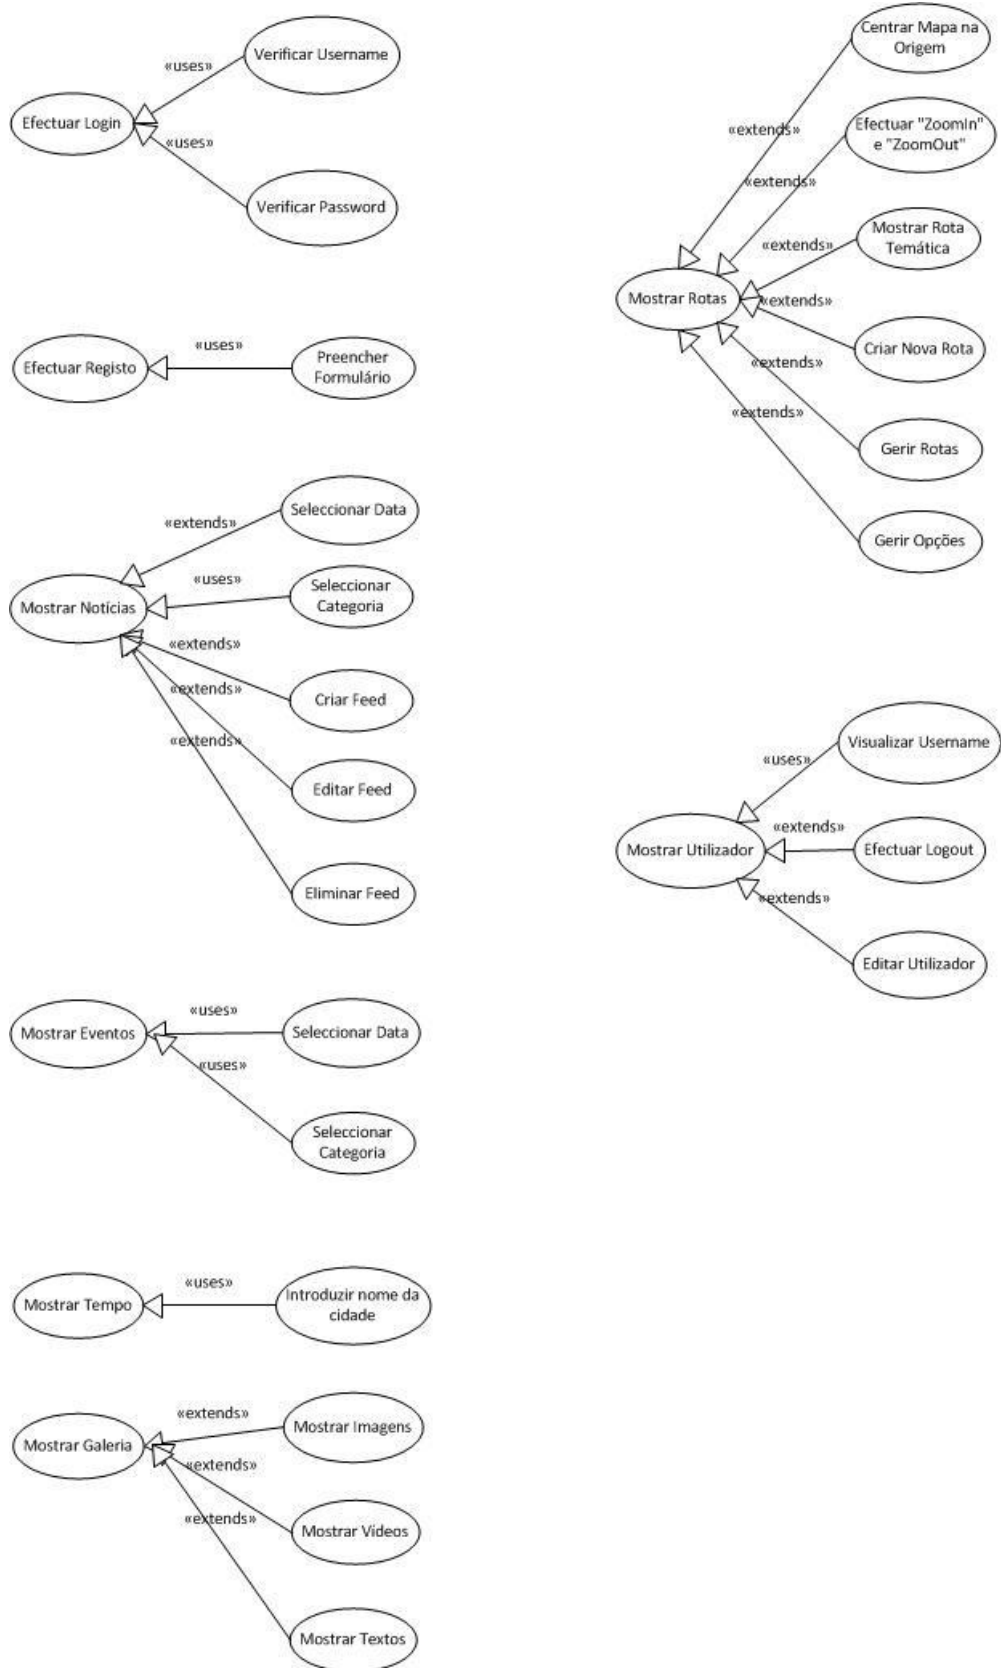 Verificar Username
«uses»
Efectuar Login
«uses»
Verificar Password
«uses»
Efectuar Registo
Preencher
Formulário
Seleccionar Data
«extends»
«uses»
Seleccionar
Categoria
Mostrar Notícias
«extends»
Criar Feed
«extends»
«extends»
Editar Feed
Eliminar Feed
«uses»
Mostrar Eventos
Seleccionar Data
«uses»
Seleccionar
Categoria
«uses»
Mostrar Tempo
Introduzir nome da
cidade
«extends»
Mostrar Imagens
Mostrar Galeria
«extends»
«extends»
Mostrar Videos
Mostrar Textos
Centrar Mapa na
Origem
«extends»
Efectuar "ZoomIn"
e "ZoomOut"
«extends»
Mostrar Rota
Temática
«extends»
Mostrar Rotas
«extends»
Criar Nova Rota
«extends»
Gerir Rotas
«extends»
Gerir Opções
Visualizar Username
«uses»
«extends»
Mostrar Utilizador
Efectuar Logout
«extends»
Editar Utilizador